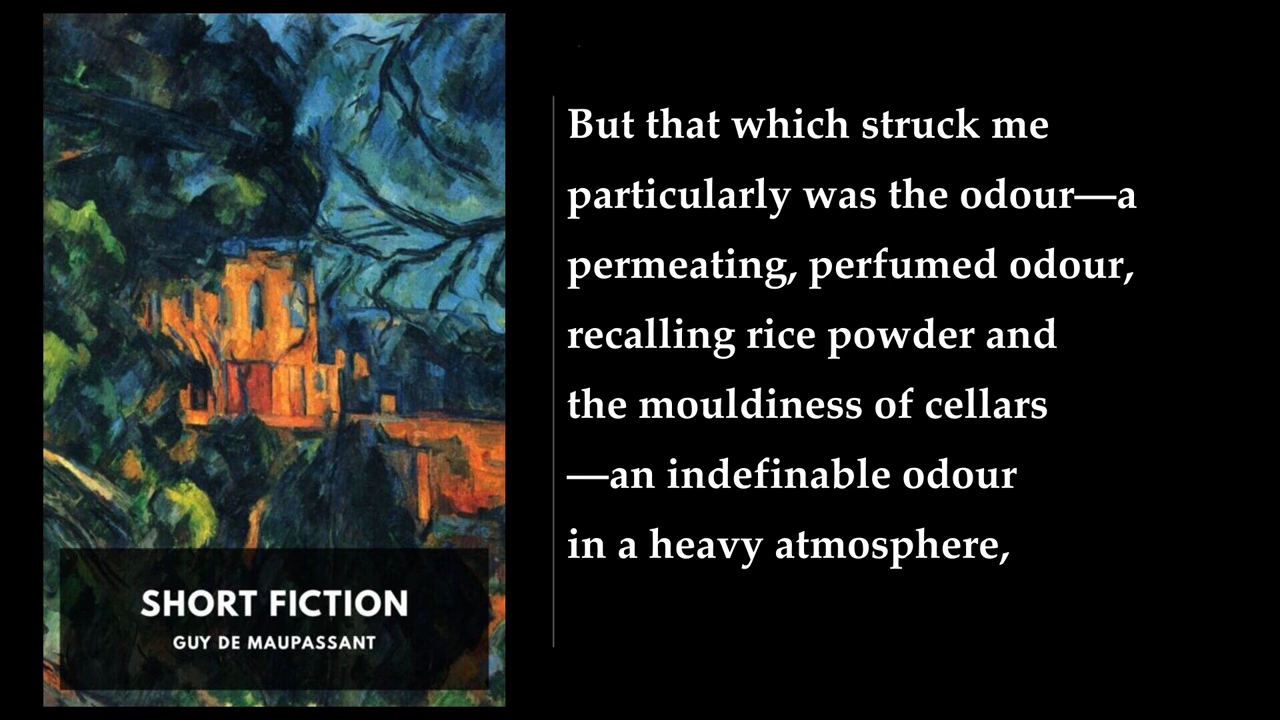 SHORT FICTION
GUY DE MAUPASSANT
But that which struck me
particularly was the odour—a
permeating, perfumed odour,
recalling rice powder and
the mouldiness of cellars
—an indefinable odour
in a heavy atmosphere,